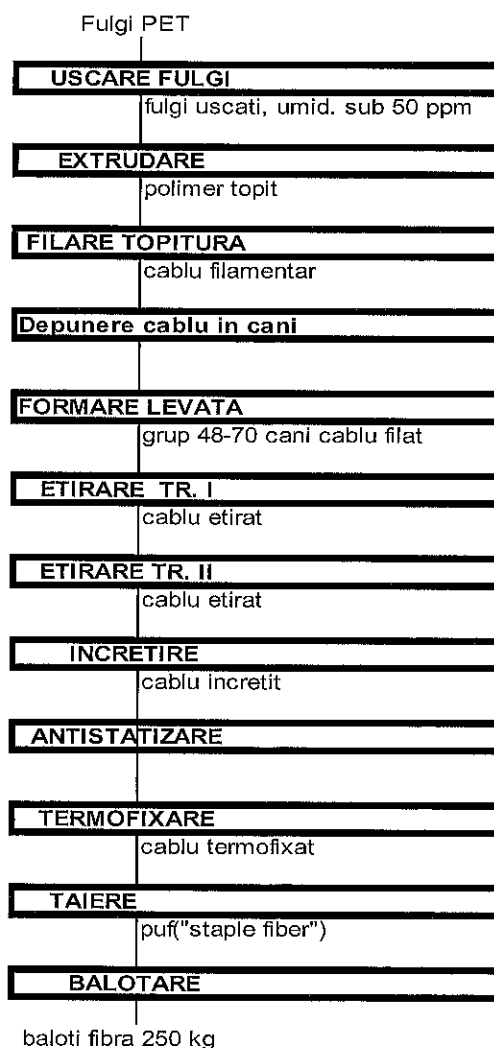 Fulgi PET
USCARE FULGI
fulgi uscati, umid. sub 50 ppm
EXTRUDARE
polimer topit
FILARE TOPITURA
cablu filamentar
Depunere cablu in cani
FORMARE LEVATA
grup 48-70 cani cablu filat
ETIRARE TR. I
cablu etirat
ETIRARE TR. II
cablu etirat
INCRETIRE
cablu incretit
ANTISTATIZARE
TERMOFIXARE
cablu termofixat
TAIERE
puf("staple fiber")
BALOTARE
baloti fibra 250 kg